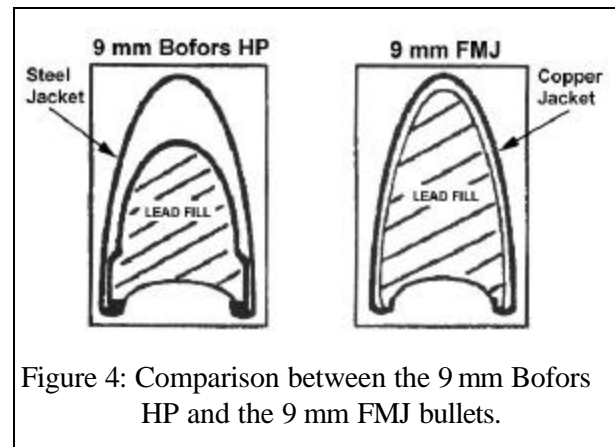 9 mm Bofors HP
9 mm FMJ
Steel
Jacket
Copper
Jacket
LEAD FILL
LEAD FILL
Figure 4: Comparison between the 9 mm Bofors
HP and the 9 mm FMJ bullets.